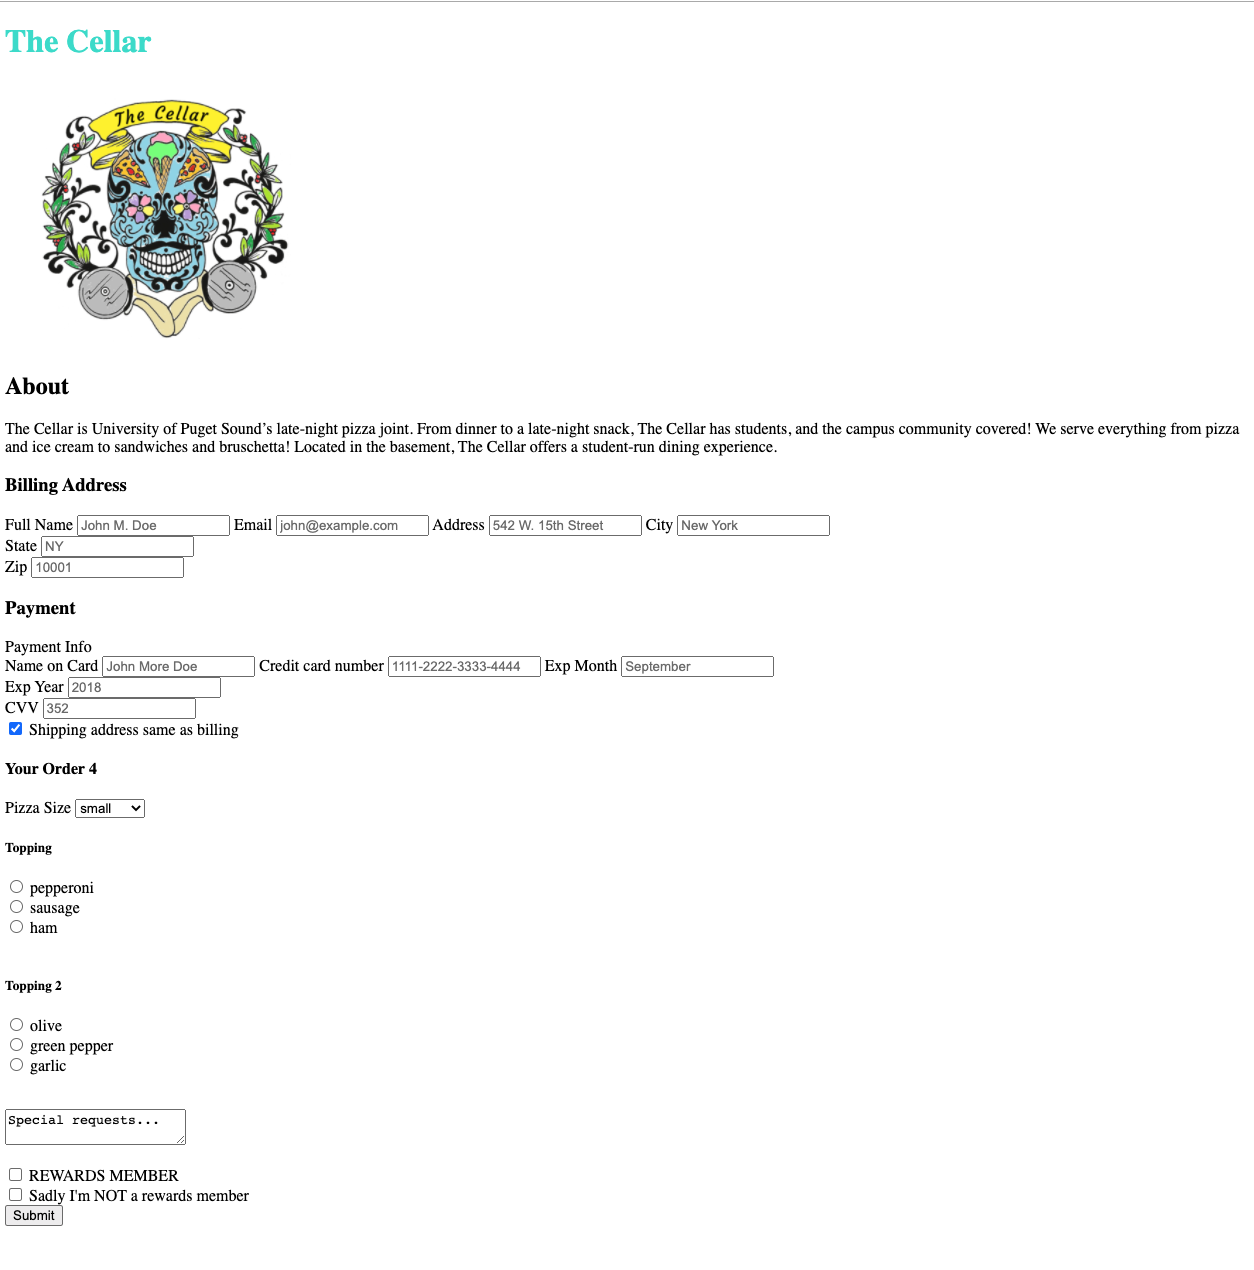 The Cellar
The Cellar
About
The Cellar is University of Puget Sound’s late-night pizza joint. From dinner to a late-night snack, The Cellar has students, and the campus community covered! We serve everything from pizza
and ice cream to sandwiches and bruschetta! Located in the basement, The Cellar offers a student-run dining experience.
Billing Address
Full Name John M. Doe Email john@example.com Address 542 W. 15th Street City New York
State NY
Zip 10001
Payment
Payment Info
Name on Card John More Doe Credit card number 1111-2222-3333-4444 Exp Month September
Exp Year 2018
CVV 352
Shipping address same as billing
Your Order 4
Pizza Size small
Topping
pepperoni
sausage
ham
Topping 2
olive
green pepper
garlic
Special requests...
REWARDS MEMBER
Sadly I'm NOT a rewards member
Submit